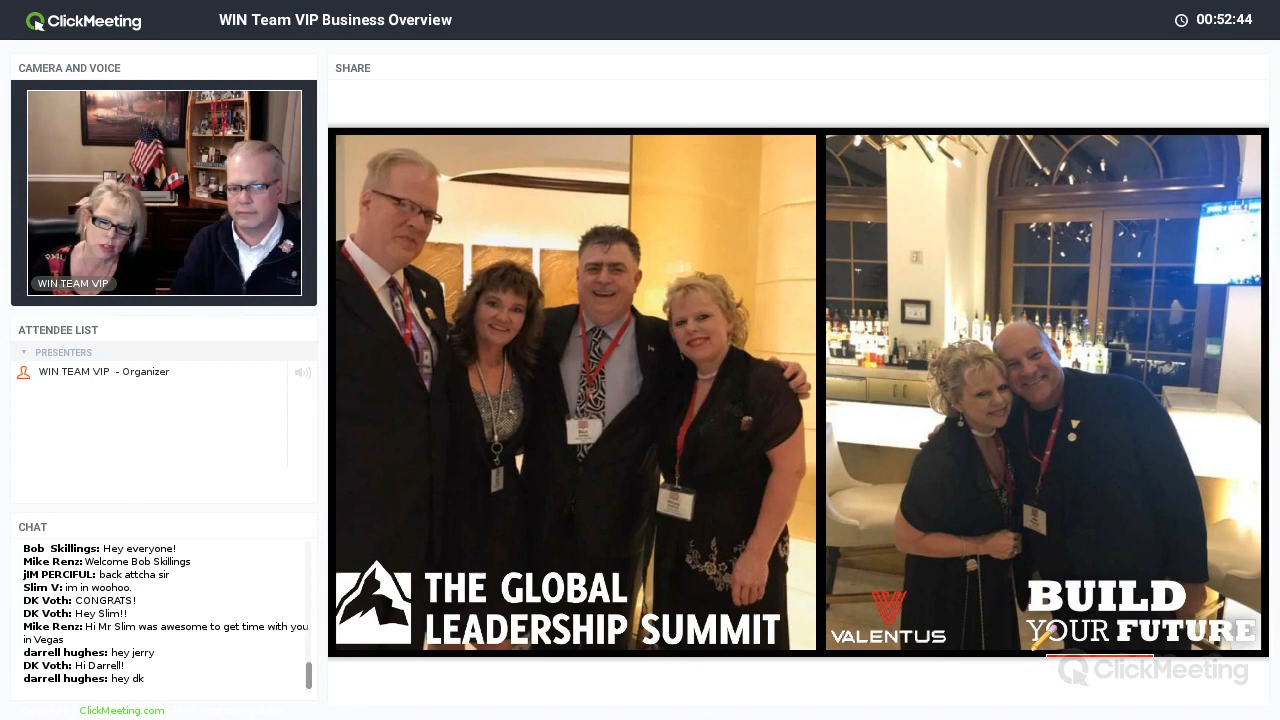 ClickMeeting
WIN Team VIP Business Overview
00:52:44
CAMERA AND VOICE
WIN TEAM VIP
ATTENDEE LIST
PRESENTERS
WIN TEAM VIP - Organizer
CHAT
Bob Skillings: Hey everyone!
Mike Renz: Welcome Bob Skillings
jIM PERCIFUL: back attcha sir
Slim V: im in woohoo.
DK Voth: CONGRATS!
DK Voth: Hey Slim!!
Mike Renz: Hi Mr Slim was awesome to get time with you
in Vegas
darrell hughes: hey jerry
DK Voth: Hi Darrell!
darrell hughes: hey dk
ClickMeeting.com
SHARE
THE GLOBAL
LEADERSHIP SUMMIT
VALENTUS
BUILD
YOUR FUTURE
ClickMeeting